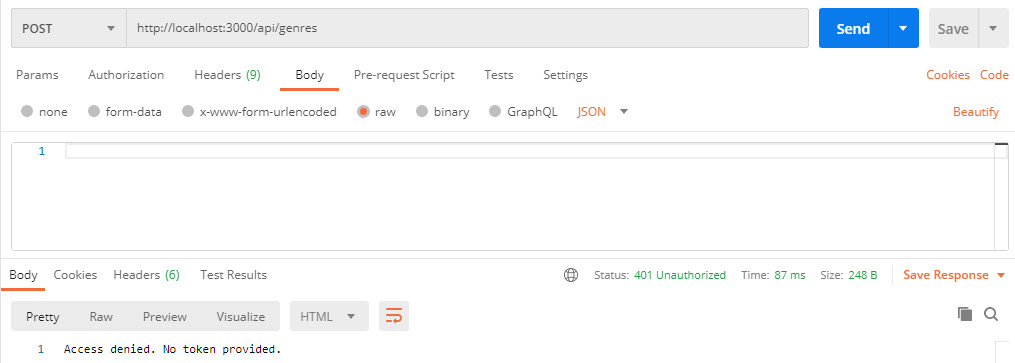 POST http://localhost:3000/api/genres Send Save
Params Authorization Headers (9) Body Pre-request Script Tests Settings Cookies Code
none form-data x-www-form-urlencoded raw binary GraphQL JSON Beautify
1
Body Cookies Headers (6) Test Results Status: 401 Unauthorized Time: 87 ms Size: 248 B Save Response
Pretty Raw Preview Visualize HTML
1 Access denied. No token provided.